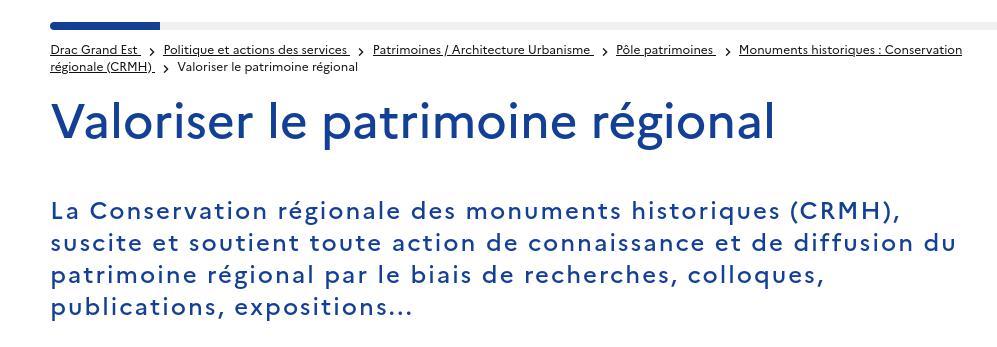 Drac Grand Est > Politique et actions des services > Patrimoines / Architecture Urbanisme > Pôle patrimoines > Monuments historiques : Conservation
régionale (CRMH) > Valoriser le patrimoine régional
Valoriser le patrimoine régional
La Conservation régionale des monuments historiques (CRMH),
suscite et soutient toute action de connaissance et de diffusion du
patrimoine régional par le biais de recherches, colloques,
publications, expositions...